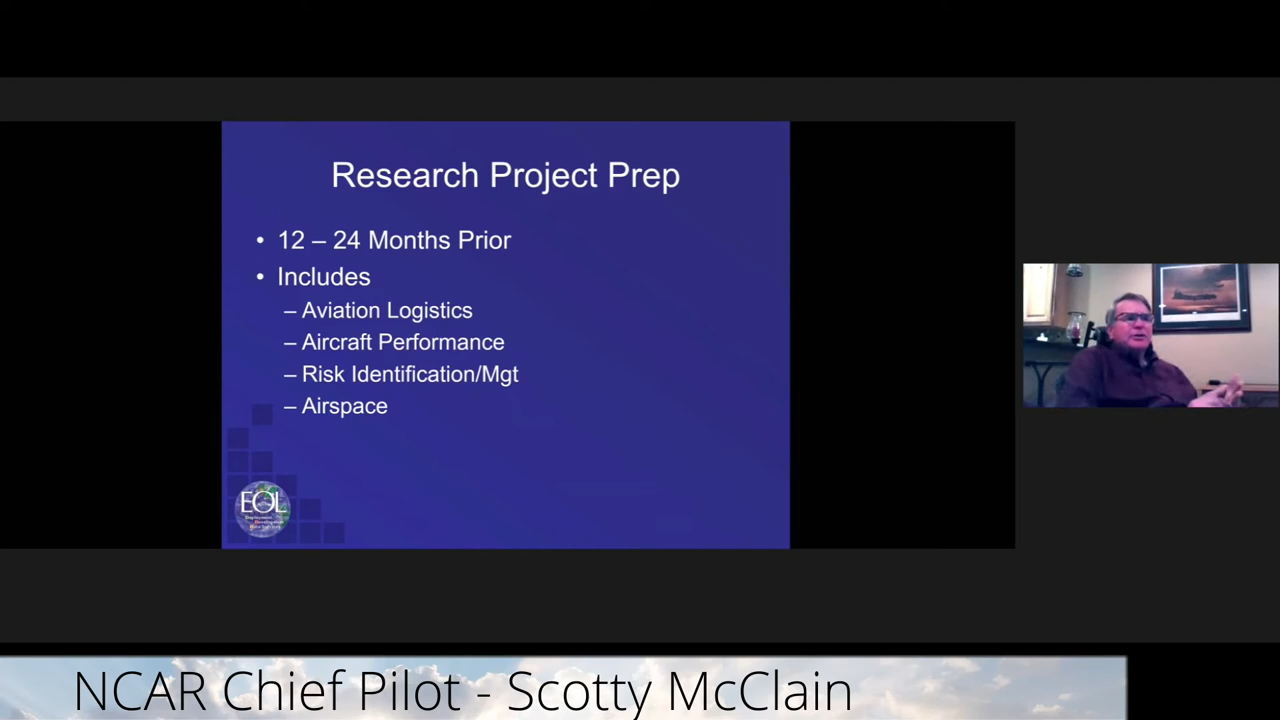 Research Project Prep
• 12 – 24 Months Prior
• Includes
– Aviation Logistics
– Aircraft Performance
– Risk Identification/Mgt
– Airspace
EOL
NCAR Chief Pilot - Scotty McClain